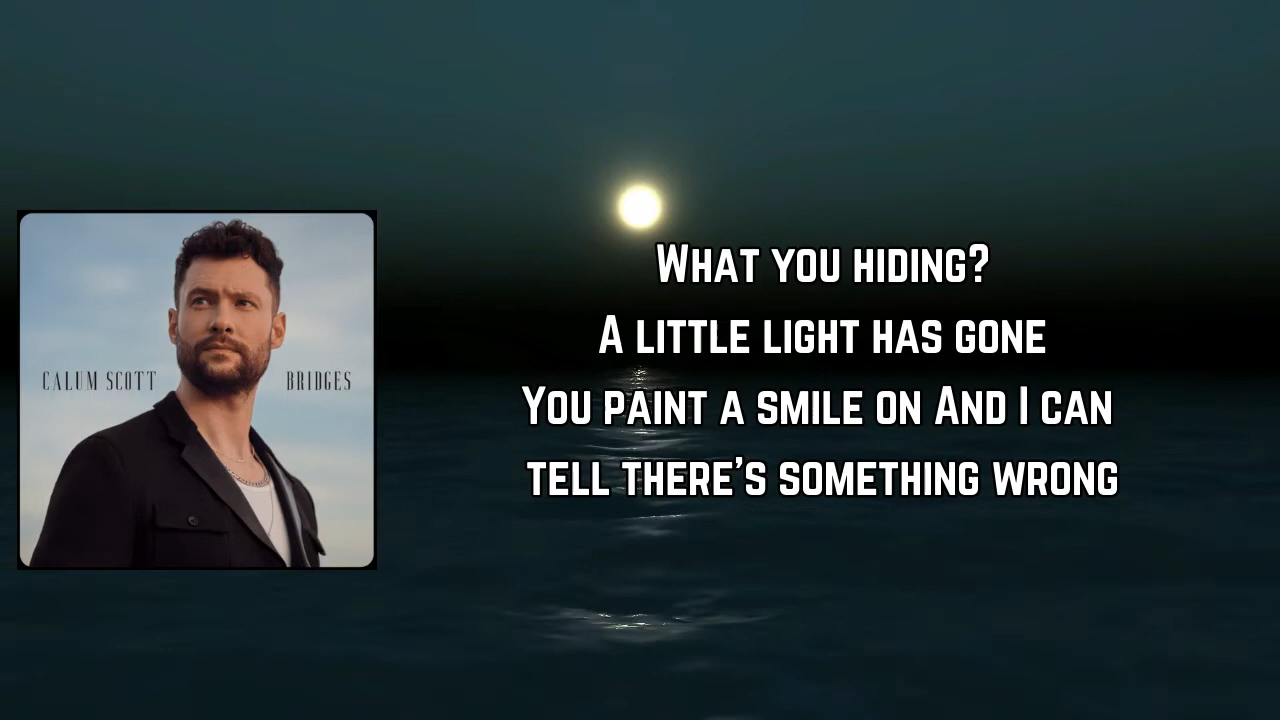 CALUM SCOTT BRIDGES
WHAT YOU HIDING?
A LITTLE LIGHT HAS GONE
YOU PAINT A SMILE ON AND I CAN
TELL THERE'S SOMETHING WRONG